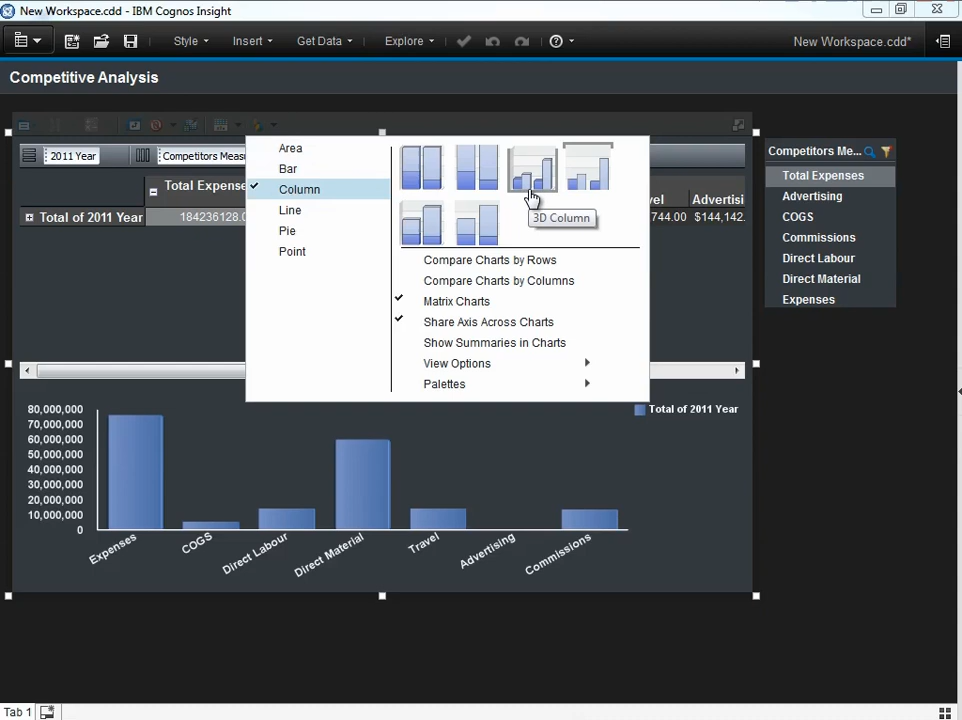 New Workspace.cdd - IBM Cognos Insight
Style Insert Get Data Explore New Workspace.cdd*
Competitive Analysis
2011 Year Competitors Measu
Total Expense
Total of 2011 Year 184236128.0
Area
Bar
Column
Line
Pie
Point
3D Column
Compare Charts by Rows
Compare Charts by Columns
Matrix Charts
Share Axis Across Charts
Show Summaries in Charts
View Options
Palettes
vel Advertisi
744.00 $144,142.
Competitors Me...
Total Expenses
Advertising
COGS
Commissions
Direct Labour
Direct Material
Expenses
80,000,000
70,000,000
60,000,000
50,000,000
40,000,000
30,000,000
20,000,000
10,000,000
0
Total of 2011 Year
Expenses
COGS
Direct Labour
Direct Material
Travel
Advertising
Commissions
Tab 1